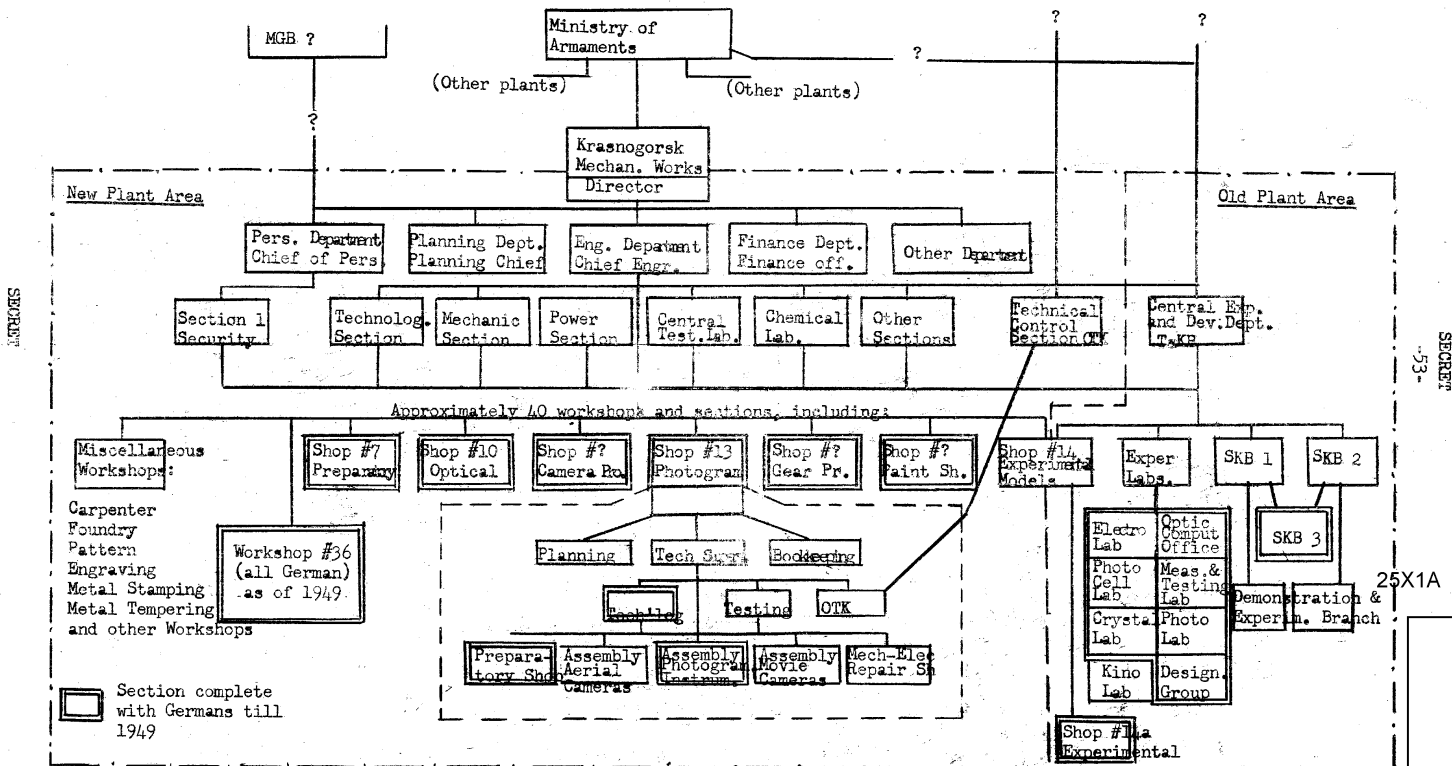 MGB ?
Ministry of
Armaments
?
?
?
(Other plants)
(Other plants)
?
Krasnogorsk
Mechan. Works
Director
New Plant Area
Old Plant Area
Pers. Department
Chief of Pers.
Planning Dept.
Planning Chief
Eng. Department
Chief Engr.
Finance Dept.
Finance off.
Other Department
SECRET
SECRET
-53-
Section 1
Security
Technolog.
Section
Mechanic
Section
Power
Section
Central
Test.Lab.
Chemical
Lab.
Other
Sections
Technical
Control
Section
Central Exp.
and Dev.Dept.
TsKB
Approximately 40 workshops and sections, including:
Miscellaneous
Workshops:
Carpenter
Foundry
Pattern
Engraving
Metal Stamping
Metal Tempering
and other Workshops
Workshop #36
(all German)
as of 1949
Shop #7
Preparatory
Shop #10
Optical
Shop #?
Camera Pro.
Shop #13
Photogram
Shop #?
Gear Pr.
Shop #?
Paint Sh.
Shop #14
Experimental
Models
Exper
Labs.
SKB 1
SKB 2
SKB 3
Planning
Tech Super.
Bookkeeping
Testing
OTK
Prepara-
tory Shop
Assembly
Aerial
Cameras
Assembly
Photogram
Instrum.
Assembly
Movie
Cameras
Mech-Elec
Repair Sh
Electro
Lab
Optic
Comput
Office
Photo
Cell
Lab
Meas.&
Testing
Lab
Crystal
Lab
Photo
Lab
Kino
Lab
Design.
Group
Demonstration &
Experim. Branch
25X1A
Shop #14a
Experimental
Section complete
with Germans till
1949